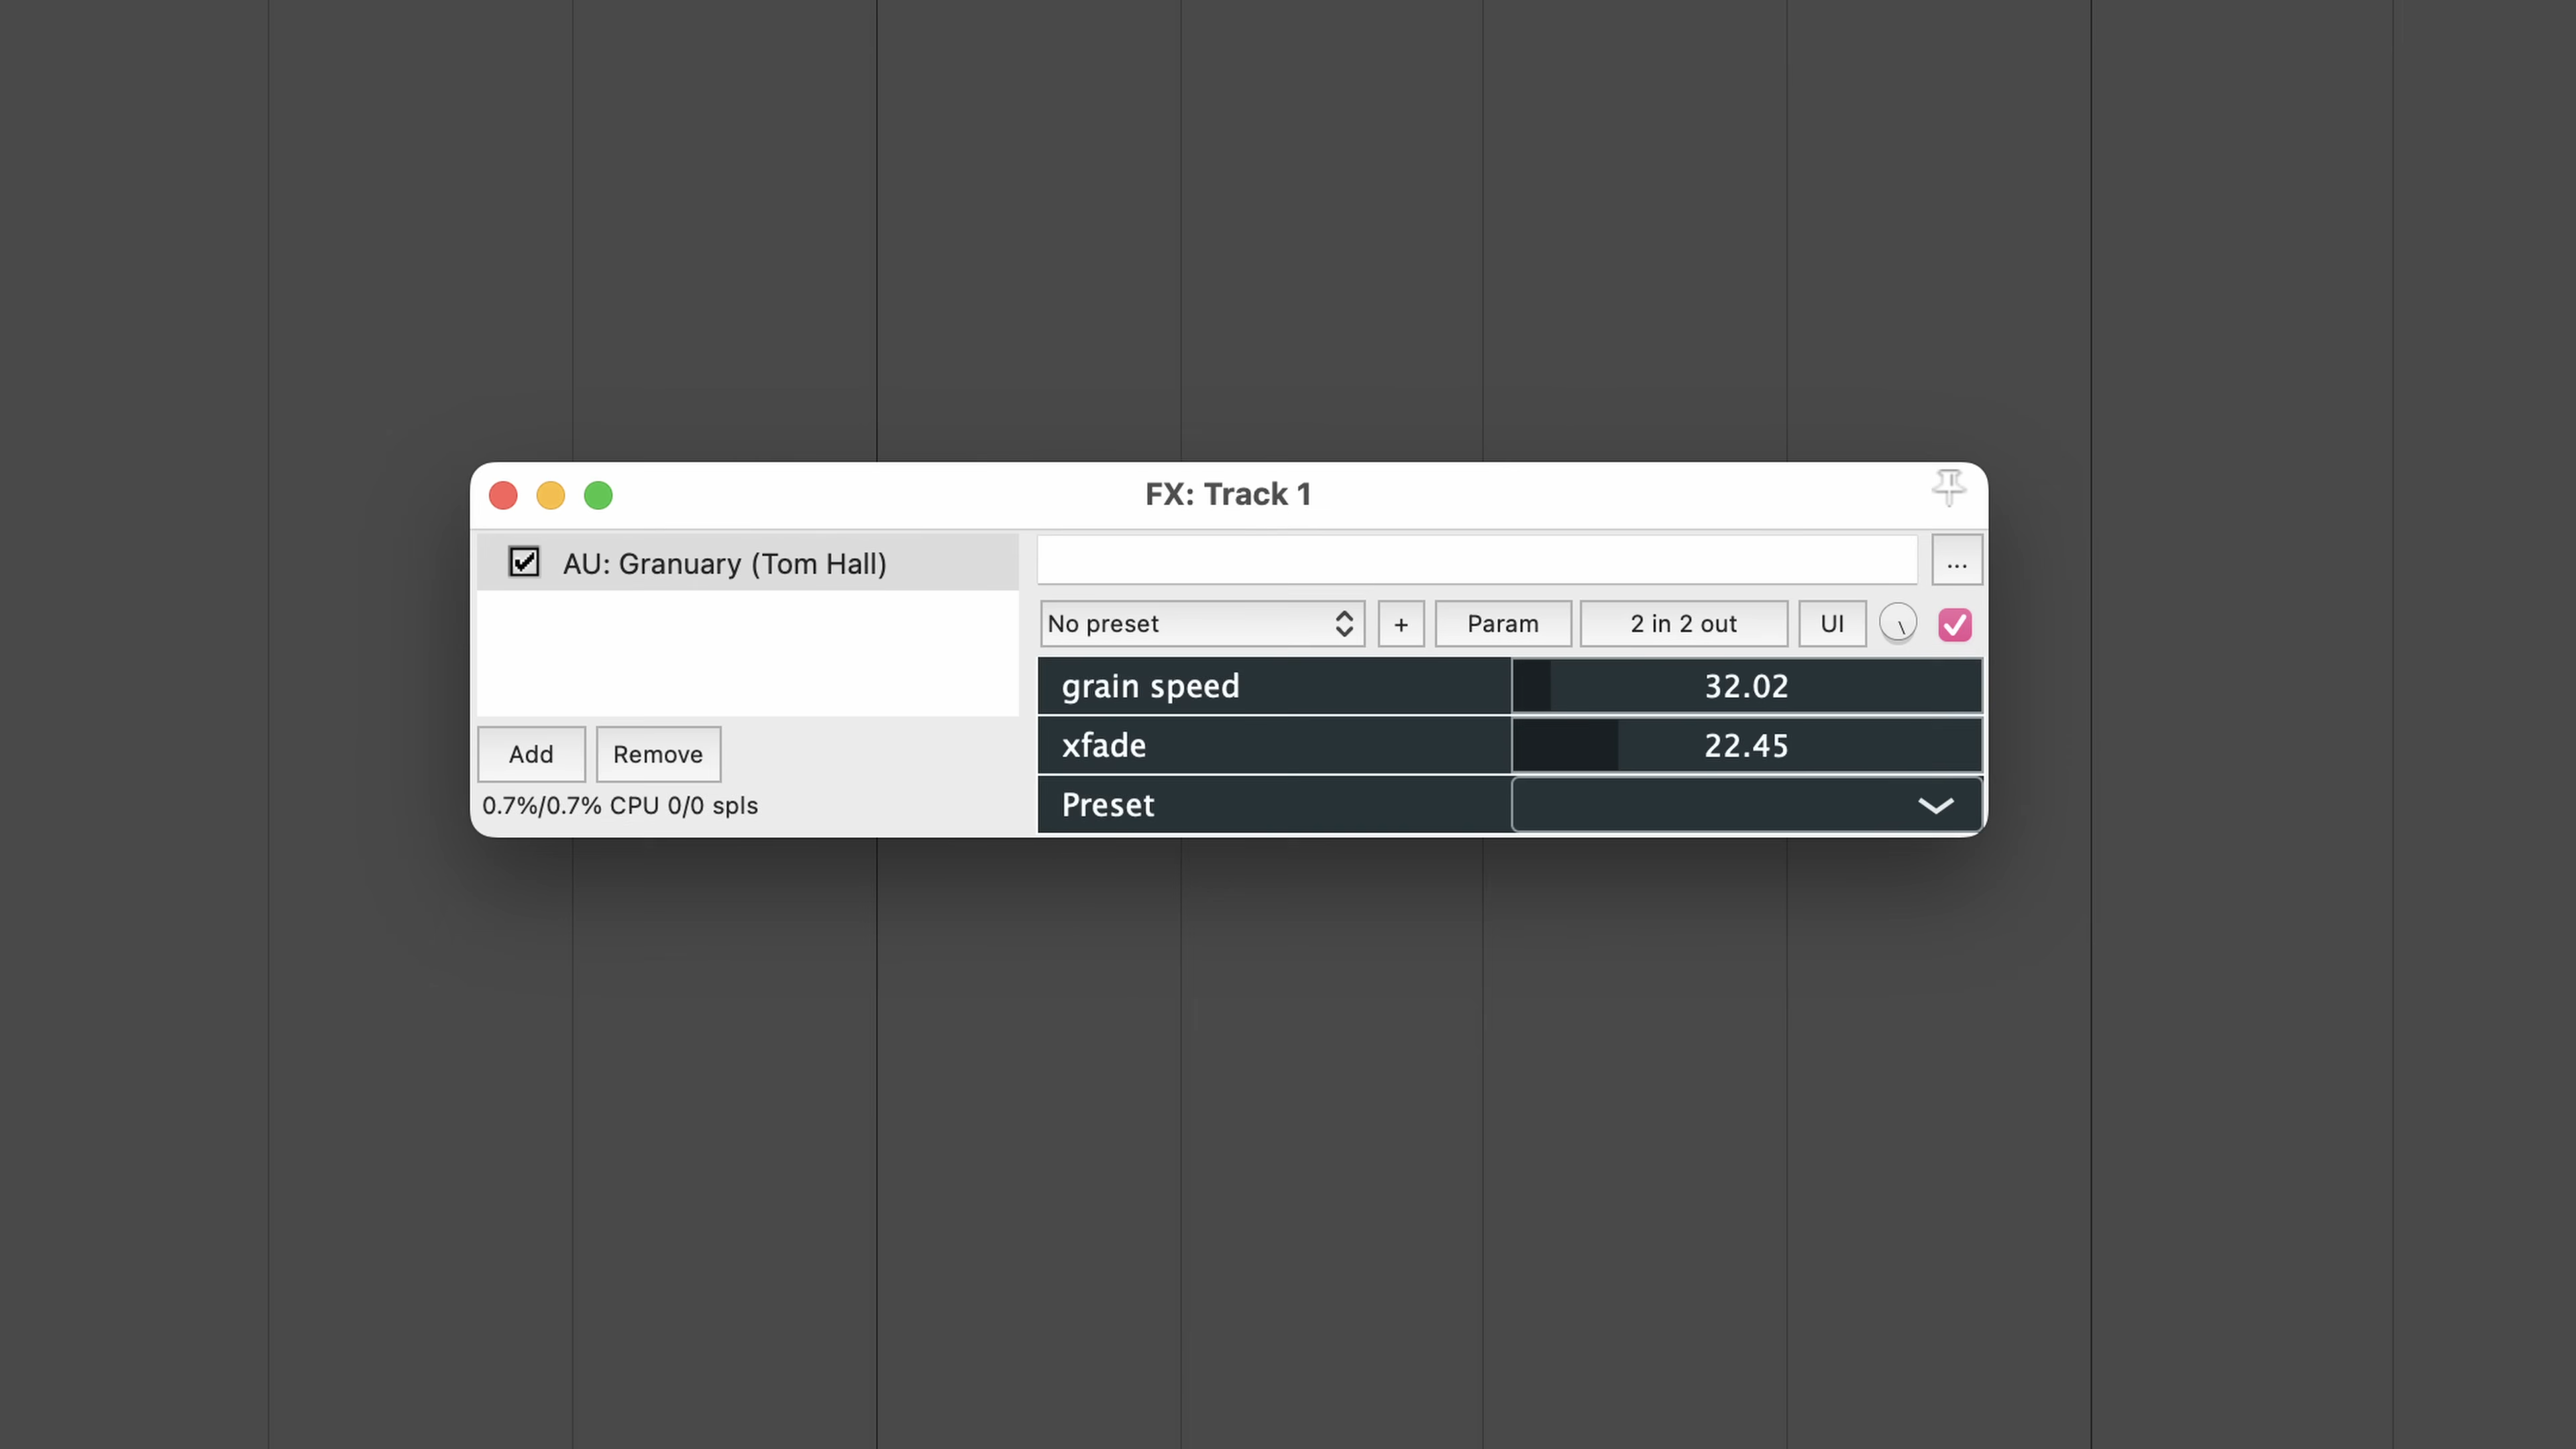 FX: Track 1
AU: Granuary (Tom Hall)
...
No preset
+
Param
2 in 2 out
UI
grain speed
32.02
xfade
22.45
Preset
Add
Remove
0.7%/0.7% CPU 0/0 spls